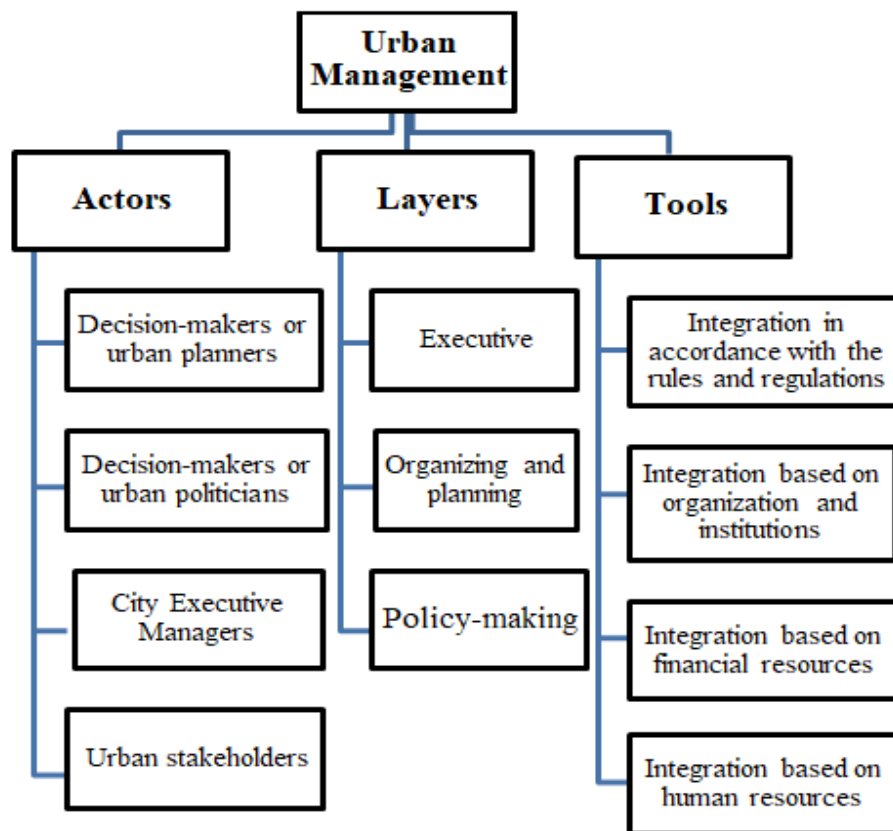 Urban
Management
Actors
Layers
Tools
Decision-makers or
urban planners
Decision-makers or
urban politicians
City Executive
Managers
Urban stakeholders
Executive
Organizing and
planning
Policy-making
Integration in
accordance with the
rules and regulations
Integration based on
organization and
institutions
Integration based on
financial resources
Integration based on
human resources